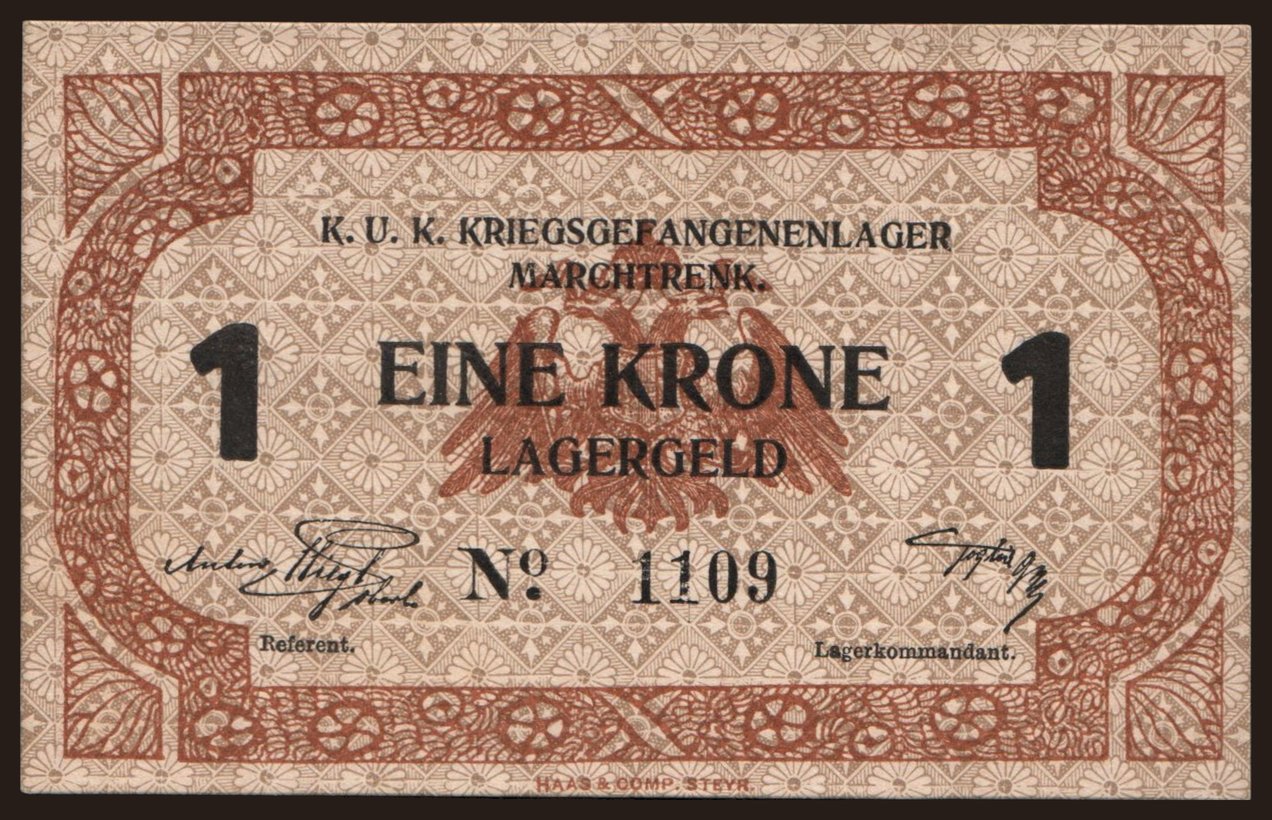 K. U. K. KRIEGSGEFANGENENLAGER
MARCHTRENK.
1 EINE KRONE 1
LAGERGELD
No. 1109
Referent. Lagerkommandant.
HAAS & COMP. STEYR.